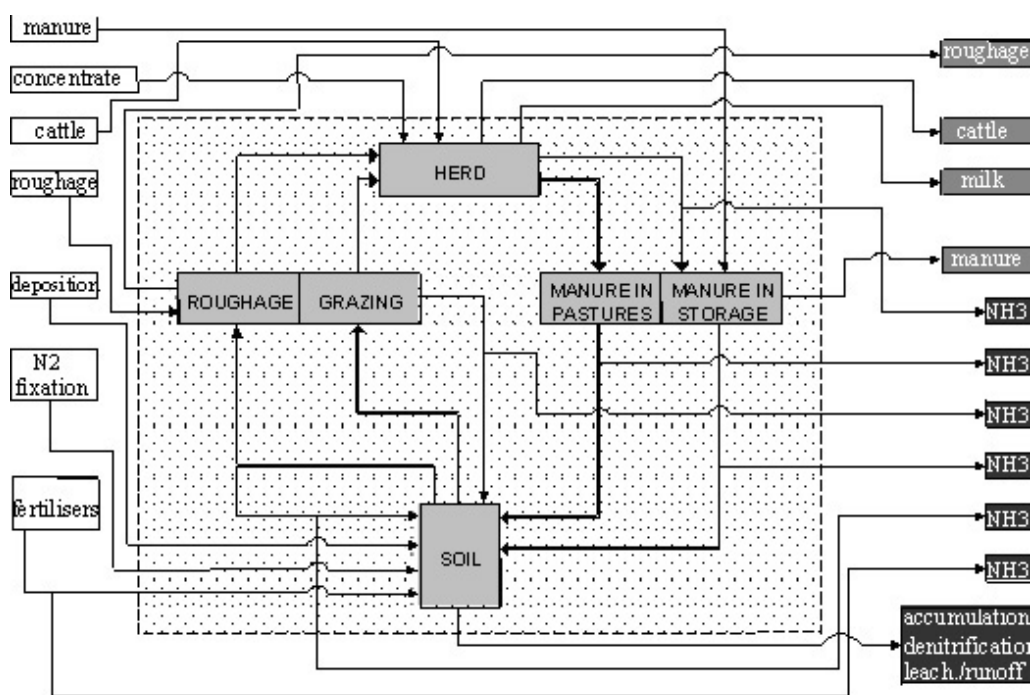 manure
concentrate
cattle
roughage
deposition
N2
fixation
fertilisers
HERD
ROUGHAGE
GRAZING
MANURE IN
PASTURES
MANURE IN
STORAGE
SOIL
roughage
cattle
milk
manure
NH3
NH3
NH3
NH3
NH3
NH3
accumulation
denitrification
leach./runoff